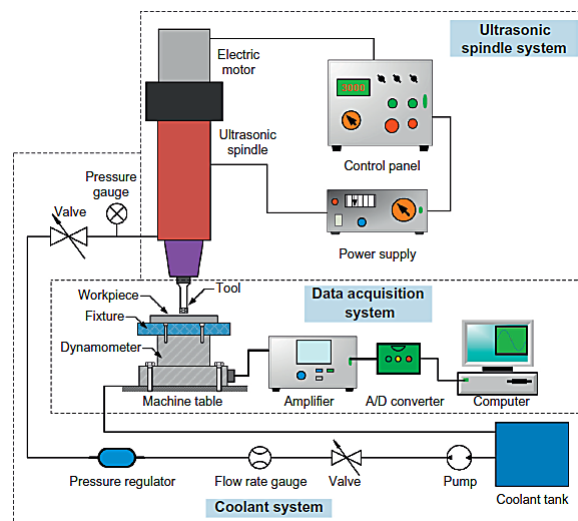 Ultrasonic
spindle system
Electric
motor
3000
Ultrasonic
spindle
Control panel
Pressure
gauge
Valve
Power supply
Tool
Workpiece
Fixture
Dynamometer
Data acquisition
system
Machine table
Amplifier
A/D converter
Computer
Pressure regulator
Flow rate gauge
Valve
Pump
Coolant tank
Coolant system